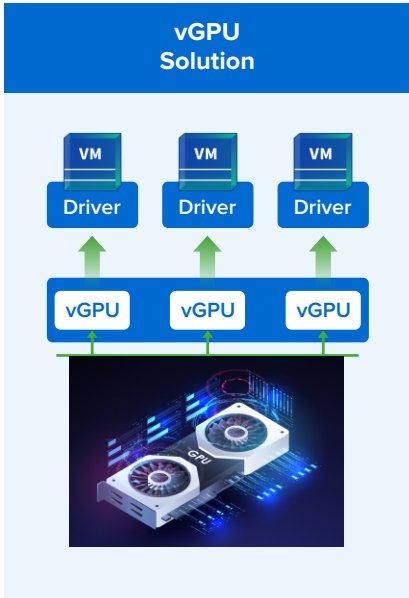 vGPU
Solution
VM VM VM
Driver Driver Driver
vGPU vGPU vGPU
GPU